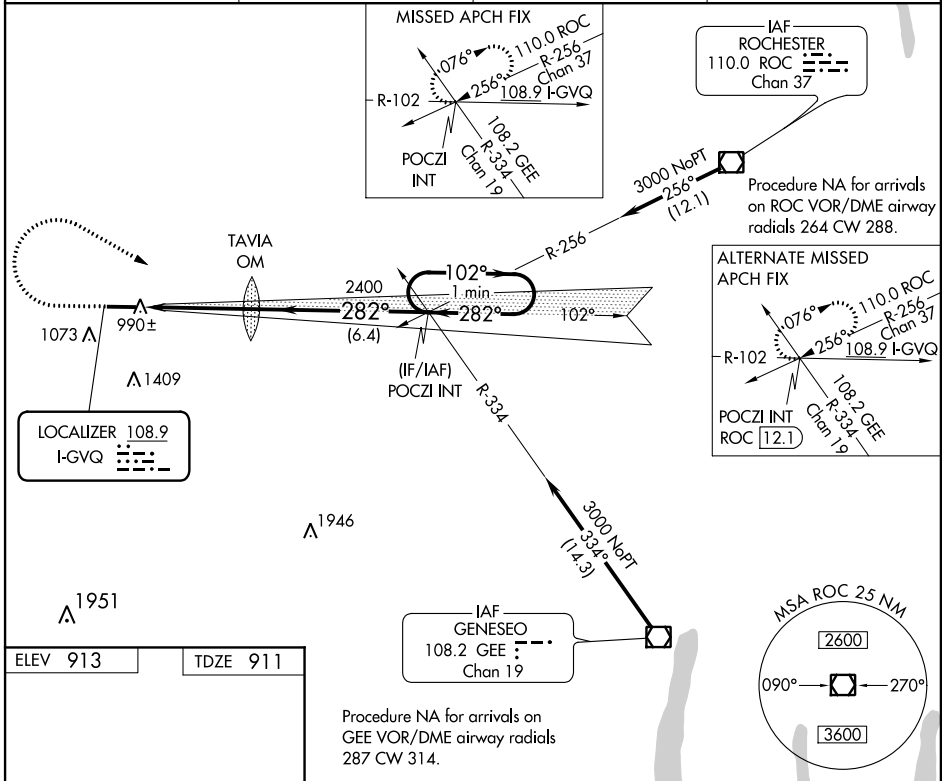 MISSED APCH FIX
076°
110.0 ROC
R-256
Chan 37
256°
R-102
108.9 I-GVQ
108.2 GEE
R-334
Chan 19
POCZI
INT
IAF
ROCHESTER
110.0 ROC
Chan 37
3000 NoPT
256°
(12.1)
R-256
Procedure NA for arrivals
on ROC VOR/DME airway
radials 264 CW 288.
TAVIA
OM
2400
102°
1 min
282°
282°
102°
(6.4)
990±
1073
1409
(IF/IAF)
POCZI INT
R-334
LOCALIZER 108.9
I-GVQ
ALTERNATE MISSED
APCH FIX
076°
110.0 ROC
R-256
Chan 37
256°
R-102
108.9 I-GVQ
108.2 GEE
R-334
Chan 19
POCZI INT
ROC 12.1
1946
1951
3000 NoPT
334°
(14.3)
IAF
GENESEO
108.2 GEE
Chan 19
MSA ROC 25 NM
2600
090°
270°
3600
ELEV 913
TDZE 911
Procedure NA for arrivals on
GEE VOR/DME airway radials
287 CW 314.